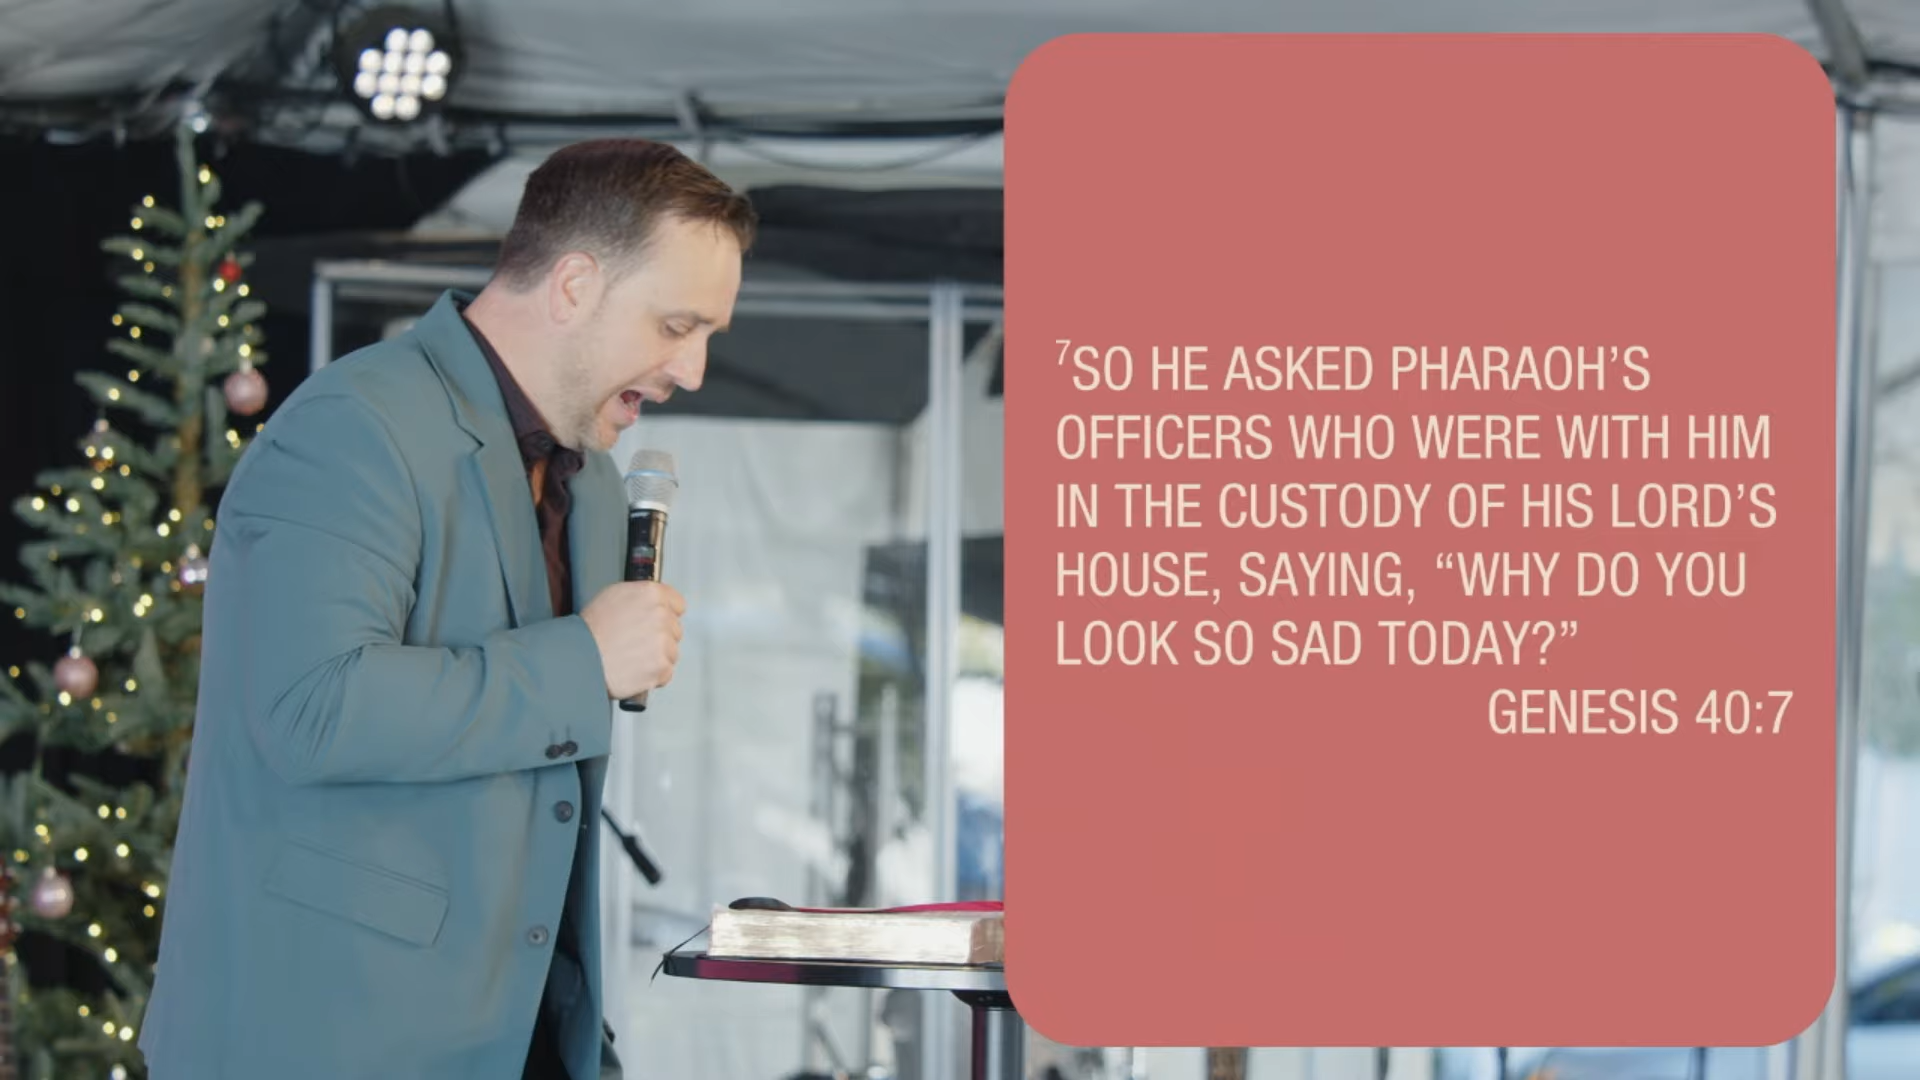 ⁷SO HE ASKED PHARAOH’S
OFFICERS WHO WERE WITH HIM
IN THE CUSTODY OF HIS LORD’S
HOUSE, SAYING, “WHY DO YOU
LOOK SO SAD TODAY?”
GENESIS 40:7